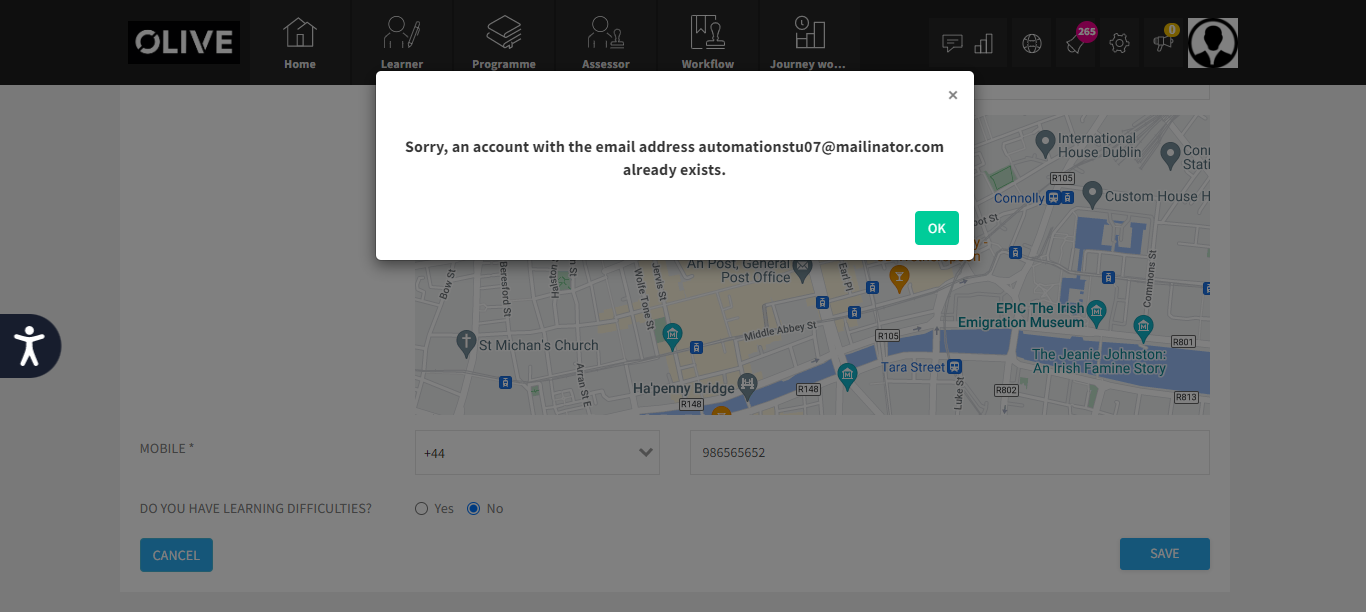 OLIVE
Home
Learner
Programme
Assessor
Workflow
Journey wo...
265
0
×
Sorry, an account with the email address automationstu07@mailinator.com
already exists.
OK
International
House Dublin
R105
Connolly
Custom House H
Bow St
Beresford St
Wolfe Tone St
Jervis St
An Post, General
Post Office
Earl Pl
Commons St
EPIC The Irish
Emigration Museum
Middle Abbey St
R105
St Michan's Church
R801
The Jeanie Johnston:
An Irish Famine Story
Tara Street
Ha'penny Bridge
R148
R148
Arran St E
Luke St
R802
R813
MOBILE *
+44
986565652
DO YOU HAVE LEARNING DIFFICULTIES?
Yes
No
CANCEL
SAVE